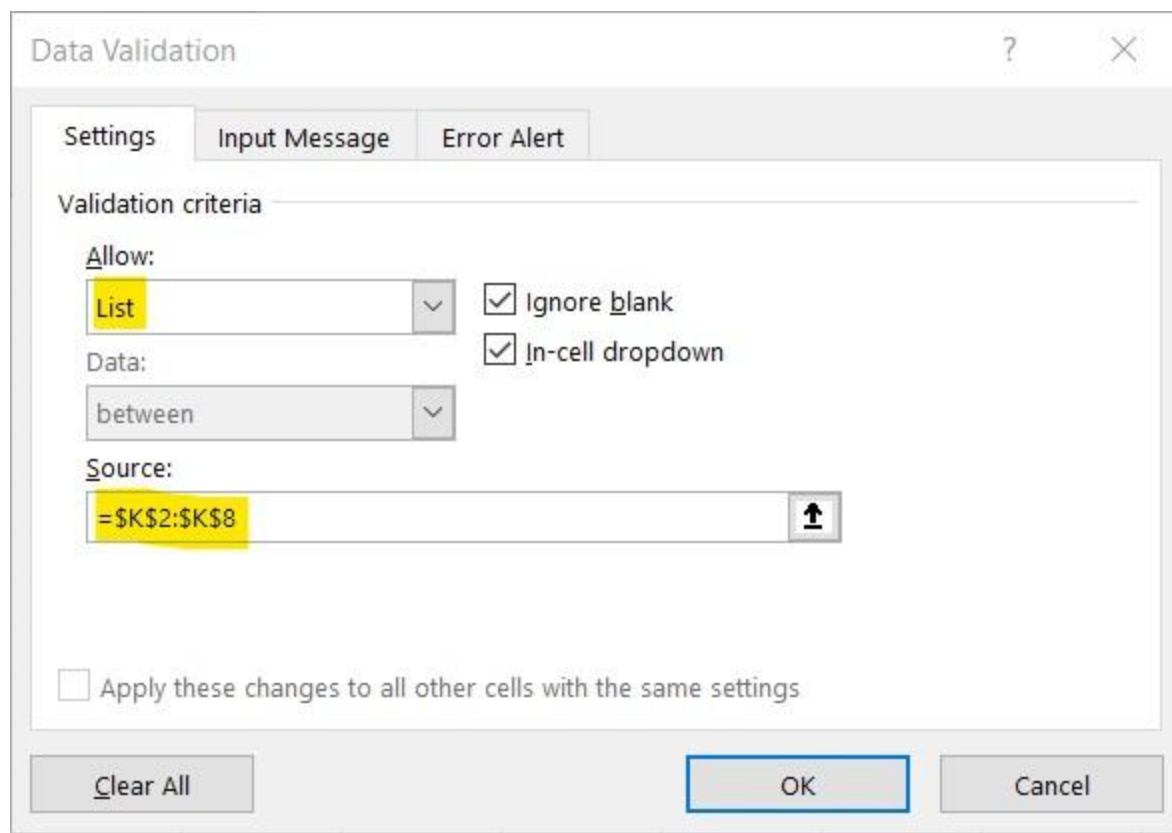 Data Validation ?
Settings Input Message Error Alert
Validation criteria
Allow:
List
Ignore blank
In-cell dropdown
Data:
between
Source:
=$K$2:$K$8
Apply these changes to all other cells with the same settings
Clear All OK Cancel